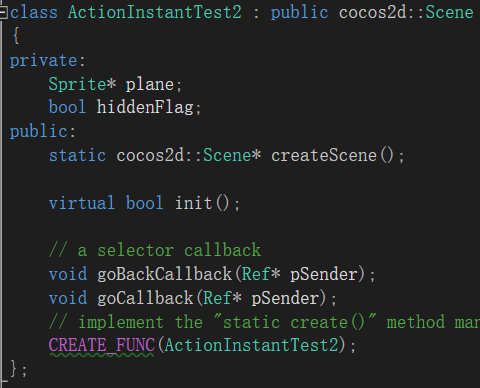 class ActionInstantTest2 : public cocos2d::Scene
{
private:
    Sprite* plane;
    bool hiddenFlag;
public:
    static cocos2d::Scene* createScene();

    virtual bool init();

    // a selector callback
    void goBackCallback(Ref* pSender);
    void goCallback(Ref* pSender);
    // implement the "static create()" method man
    CREATE_FUNC(ActionInstantTest2);
};